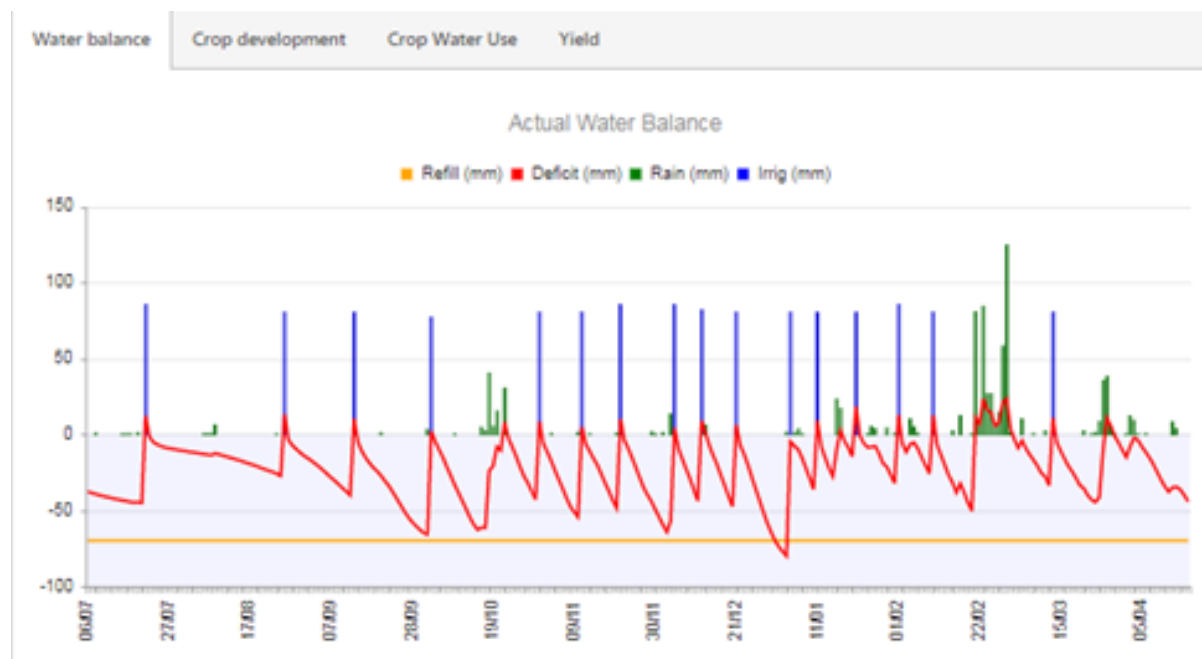 Water balance Crop development Crop Water Use Yield
Actual Water Balance
Refill (mm) Deficit (mm) Rain (mm) Irrig (mm)
150
100
50
0
-50
-100
06/07 27/07 17/08 07/09 28/09 19/10 09/11 30/11 21/12 11/01 01/02 22/02 15/03 05/04